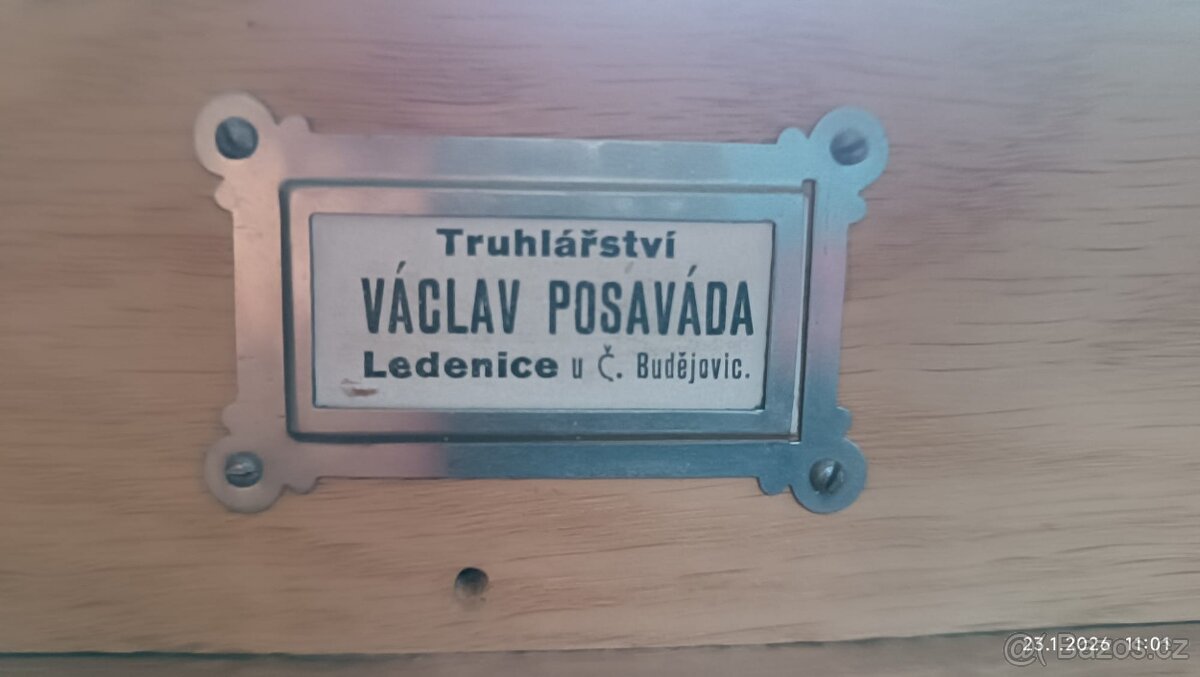 Truhlářství
VÁCLAV POSAVÁDA
Ledenice u Č. Budějovic.
23.1.2026 11:01
Bazos.cz